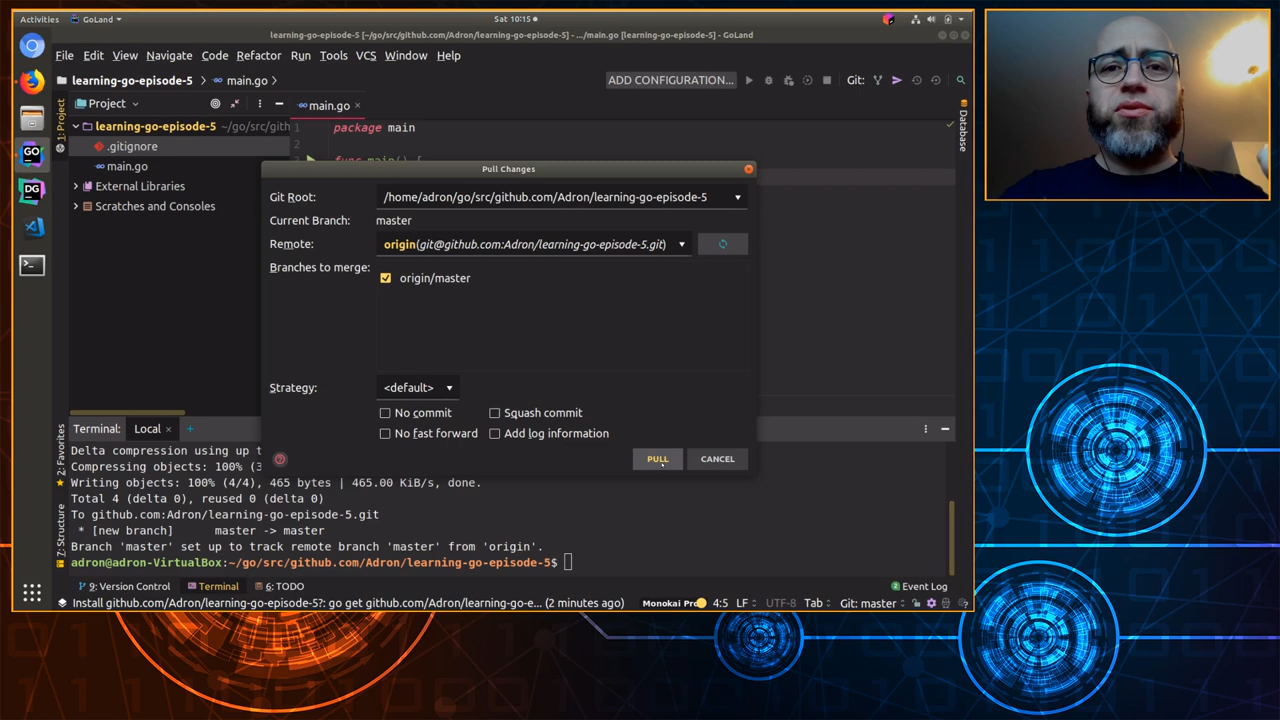 Activities
GoLand
Sat 10:15
learning-go-episode-5 [~/go/src/github.com/Adron/learning-go-episode-5] - .../main.go [learning-go-episode-5] - GoLand
File Edit View Navigate Code Refactor Run Tools VCS Window Help
learning-go-episode-5 main.go
ADD CONFIGURATION...
Git:
Project
main.go ×
1: Project
Database
learning-go-episode-5 ~/go/src/gith
1 package main
.gitignore
func main() {
main.go
External Libraries
Scratches and Consoles
Pull Changes
Git Root: /home/adron/go/src/github.com/Adron/learning-go-episode-5
Current Branch: master
Remote: origin(git@github.com:Adron/learning-go-episode-5.git)
Branches to merge: origin/master
Strategy: <default>
No commit Squash commit
No fast forward Add log information
PULL CANCEL
Terminal: Local × +
2: Favorites
7: Structure
Delta compression using up t
Compressing objects: 100% (3
Writing objects: 100% (4/4), 465 bytes | 465.00 KiB/s, done.
Total 4 (delta 0), reused 0 (delta 0)
To github.com:Adron/learning-go-episode-5.git
* [new branch] master -> master
Branch 'master' set up to track remote branch 'master' from 'origin'.
adron@adron-VirtualBox:~/go/src/github.com/Adron/learning-go-episode-5$
9: Version Control Terminal 6: TODO
Event Log
Install github.com/Adron/learning-go-episode-5?: go get github.com/Adron/learning-go-e... (2 minutes ago)
Monokai Pro 4:5 LF UTF-8 Tab Git: master